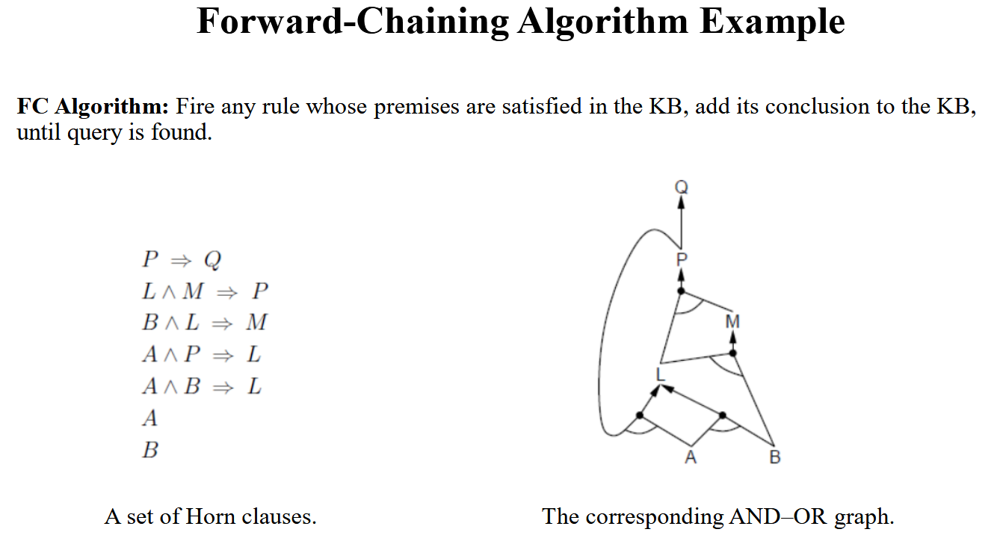 Forward-Chaining Algorithm Example
FC Algorithm: Fire any rule whose premises are satisfied in the KB, add its conclusion to the KB,
until query is found.
P ⇒ Q
L ∧ M ⇒ P
B ∧ L ⇒ M
A ∧ P ⇒ L
A ∧ B ⇒ L
A
B
Q
P
M
L
A B
A set of Horn clauses.
The corresponding AND–OR graph.